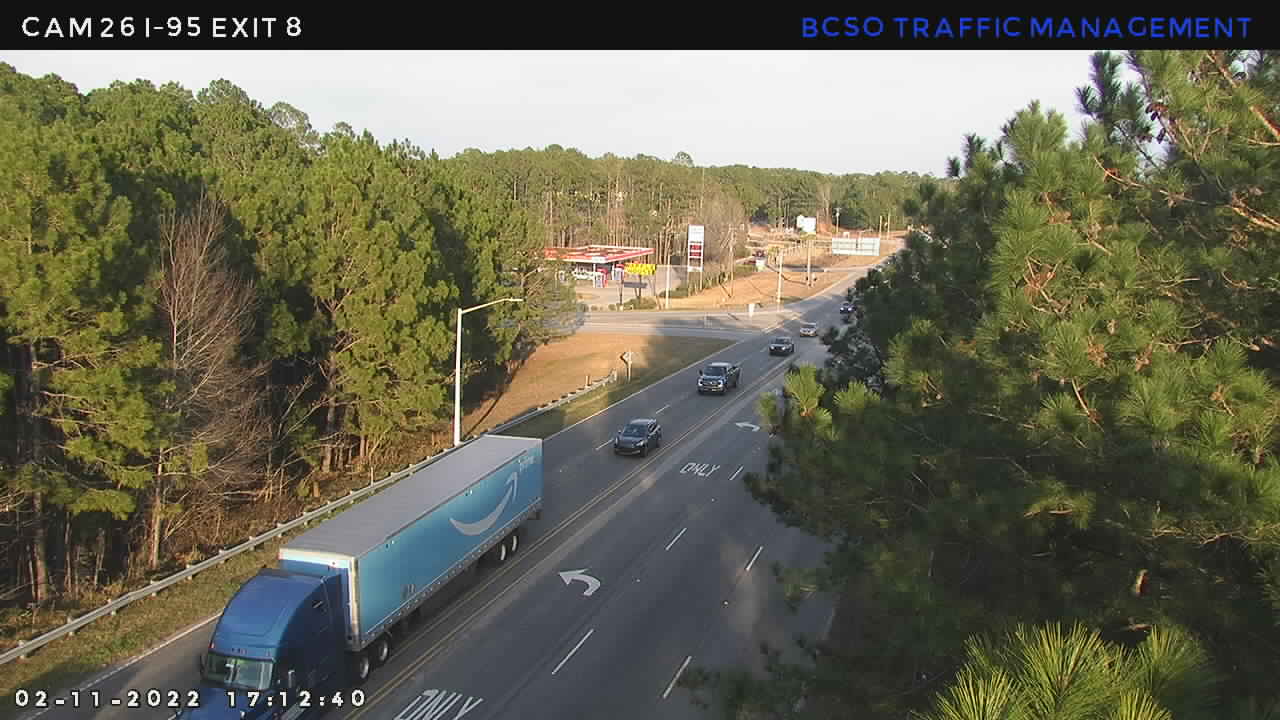 CAM 26 I-95 EXIT 8
BCSO TRAFFIC MANAGEMENT
ONLY
ONLY
02-11-2022 17:12:40